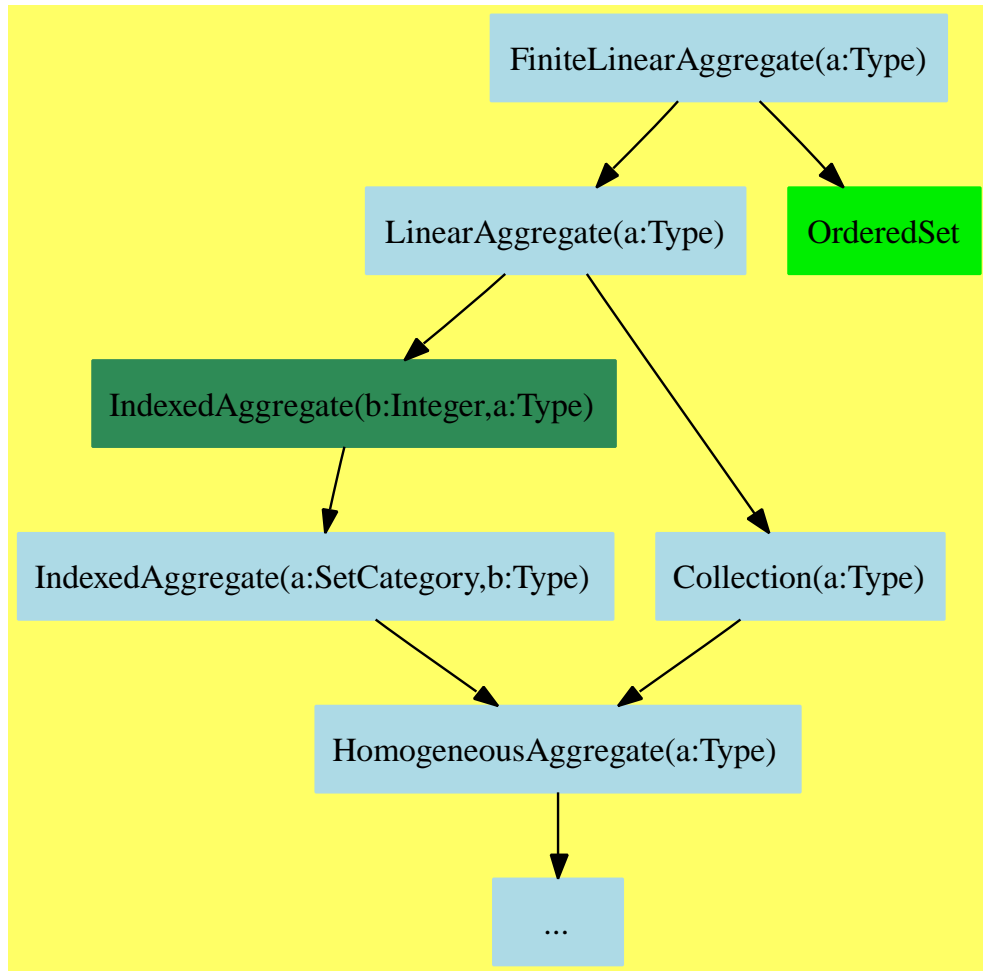 FiniteLinearAggregate(a:Type)
LinearAggregate(a:Type)
OrderedSet
IndexedAggregate(b:Integer,a:Type)
IndexedAggregate(a:SetCategory,b:Type)
Collection(a:Type)
HomogeneousAggregate(a:Type)
...